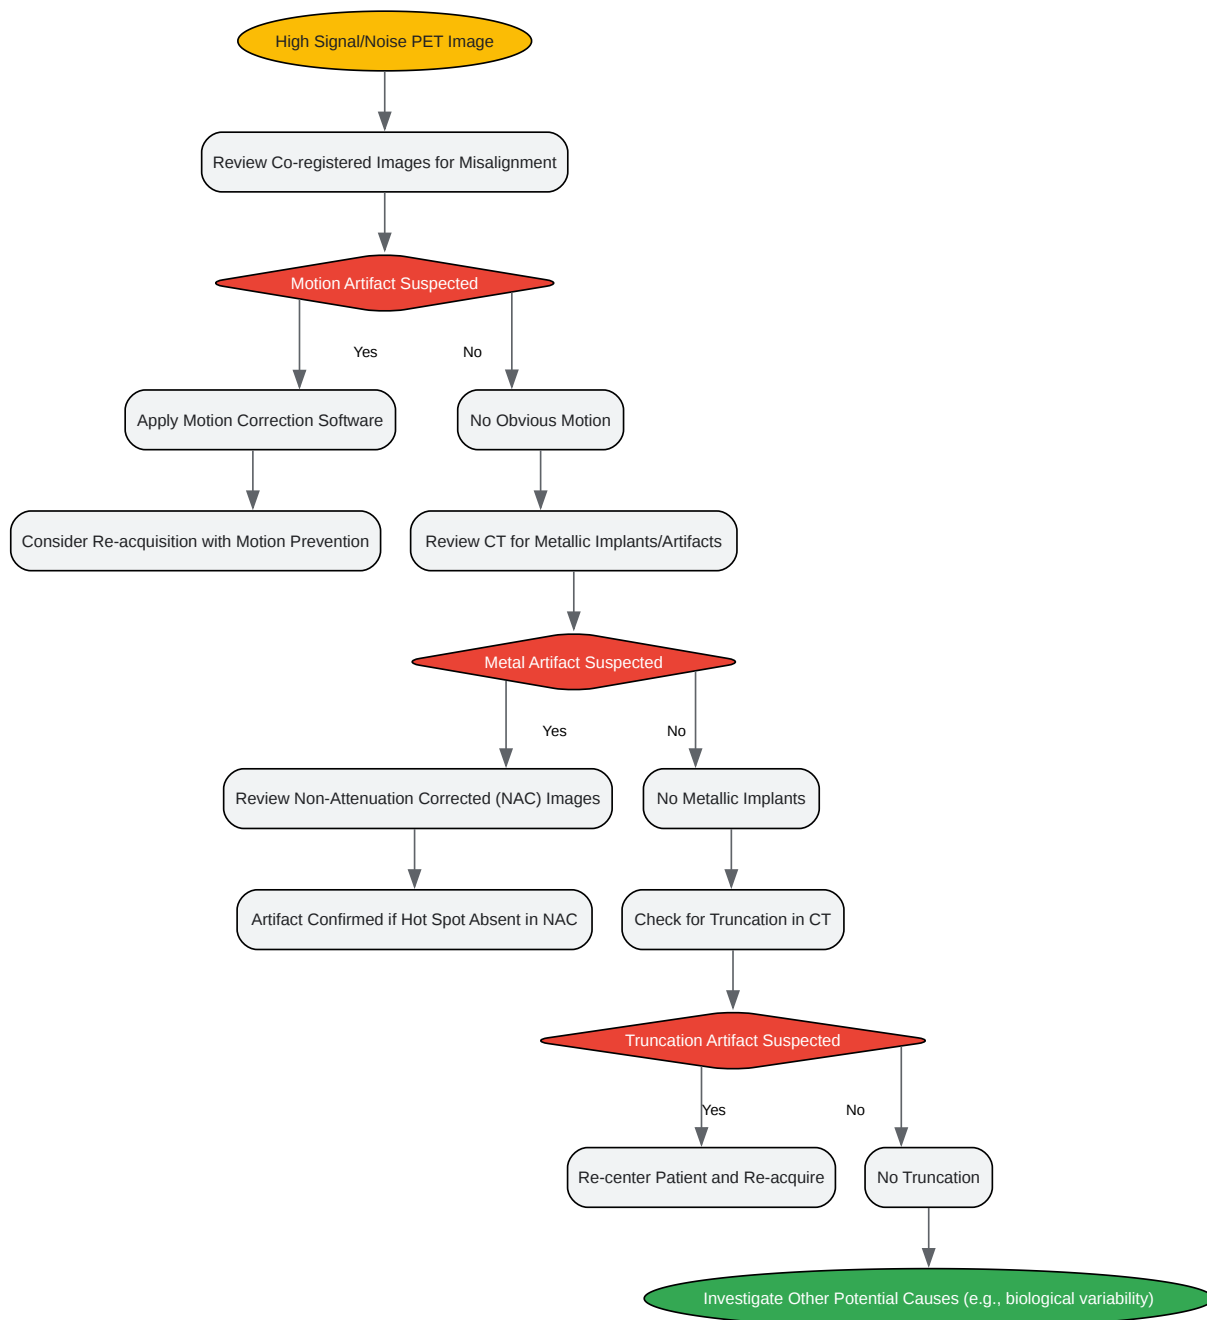 High Signal/Noise PET Image
Review Co-registered Images for Misalignment
Motion Artifact Suspected
Yes
No
Apply Motion Correction Software
No Obvious Motion
Consider Re-acquisition with Motion Prevention
Review CT for Metallic Implants/Artifacts
Metal Artifact Suspected
Yes
No
Review Non-Attenuation Corrected (NAC) Images
No Metallic Implants
Artifact Confirmed if Hot Spot Absent in NAC
Check for Truncation in CT
Truncation Artifact Suspected
Yes
No
Re-center Patient and Re-acquire
No Truncation
Investigate Other Potential Causes (e.g., biological variability)